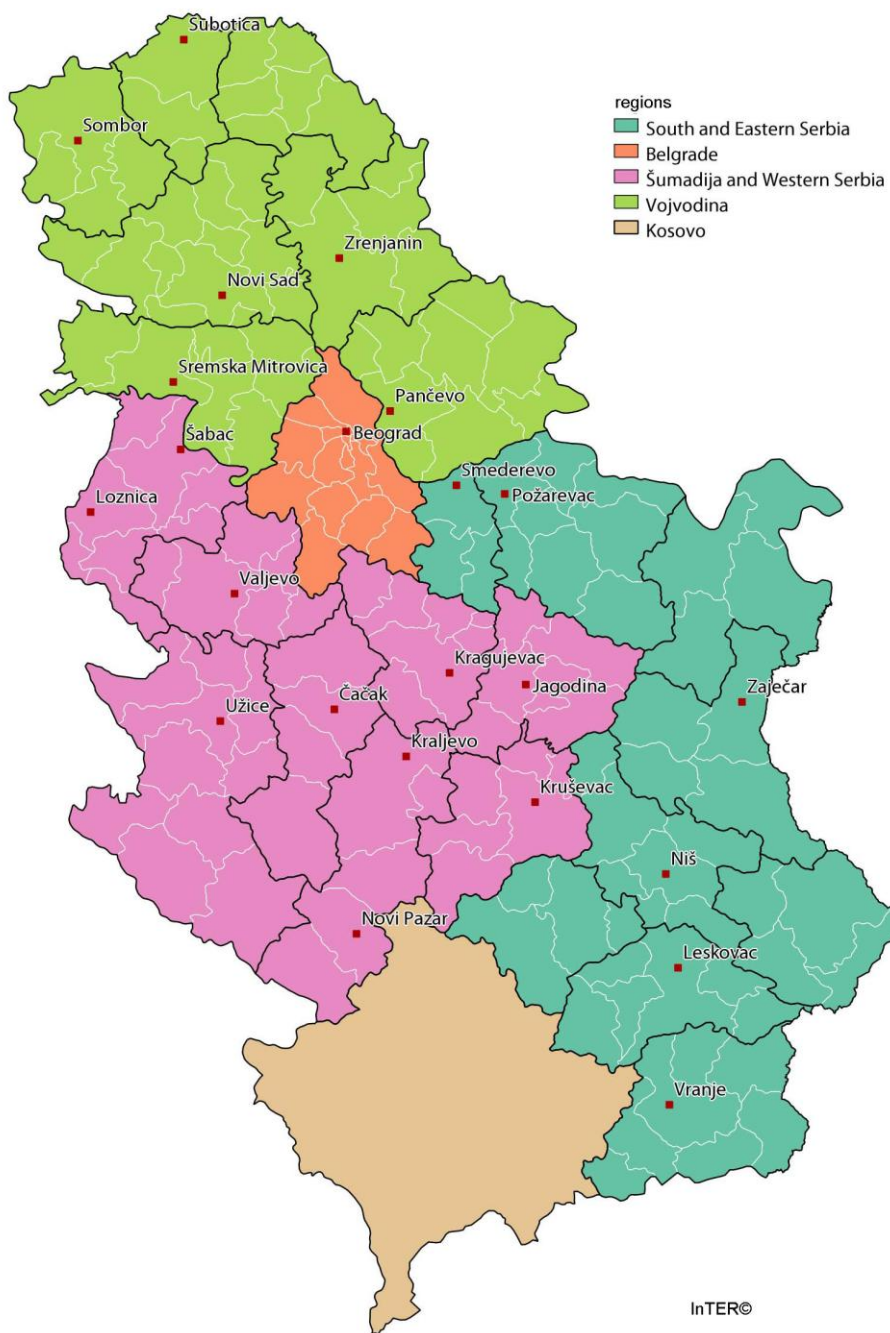 Subotica
regions
South and Eastern Serbia
Belgrade
Šumadija and Western Serbia
Vojvodina
Kosovo
Sombor
Zrenjanin
Novi Sad
Sremska Mitrovica
Pančevo
Beograd
Šabac
Smederevo
Požarevac
Loznica
Valjevo
Kragujevac
Jagodina
Zaječar
Užice
Čačak
Kraljevo
Kruševac
Niš
Novi Pazar
Leskovac
Vranje
InTER©